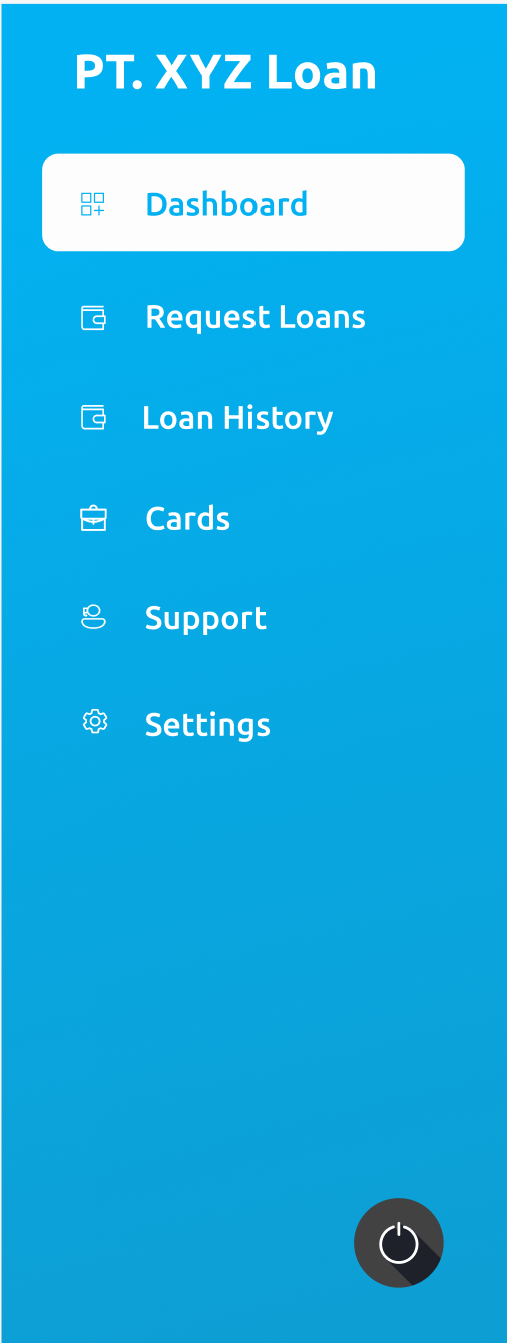 PT. XYZ Loan
Dashboard
Request Loans
Loan History
Cards
Support
Settings